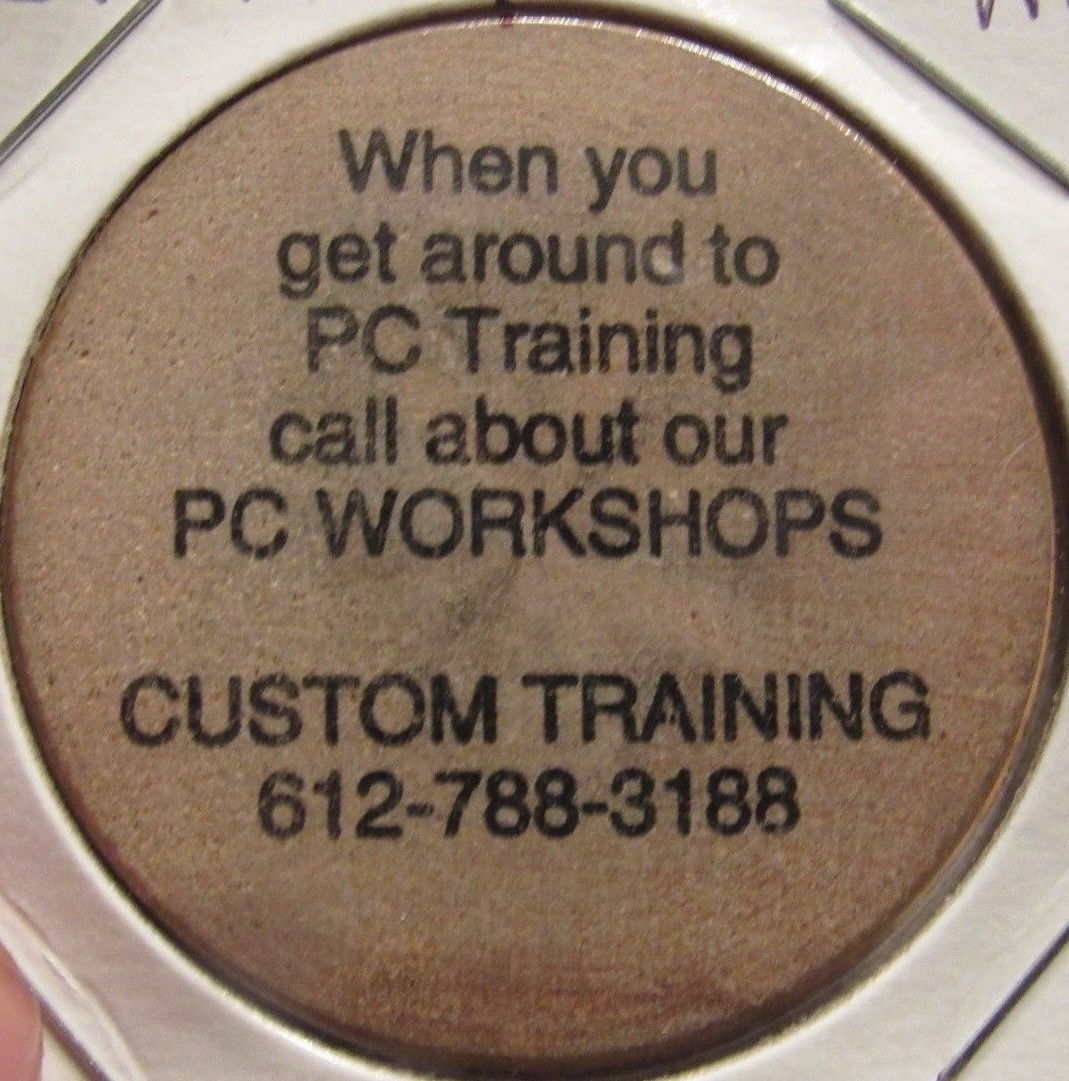 When you
get around to
PC Training
call about our
PC WORKSHOPS
CUSTOM TRAINING
612-788-3188